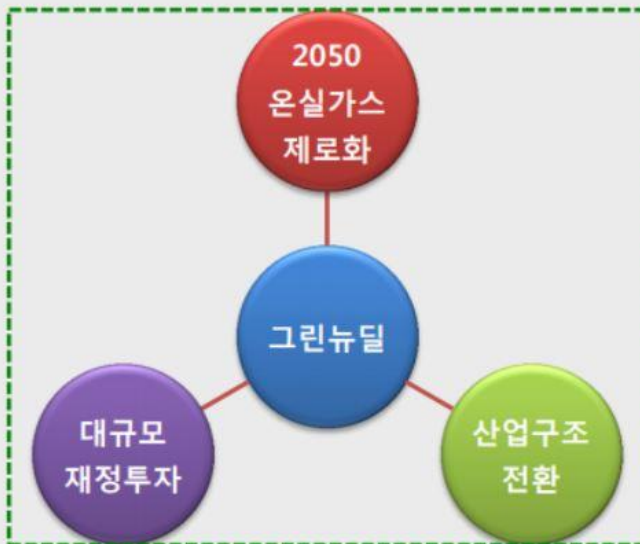 2050
온실가스
제로화
그린뉴딜
대규모
재정투자
산업구조
전환